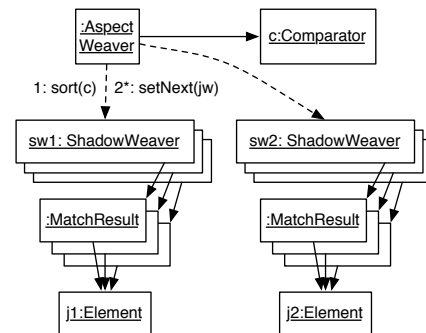 :Aspect
Weaver
c:Comparator
1: sort(c)
2*: setNext(jw)
sw1: ShadowWeaver
sw2: ShadowWeaver
:MatchResult
:MatchResult
j1:Element
j2:Element